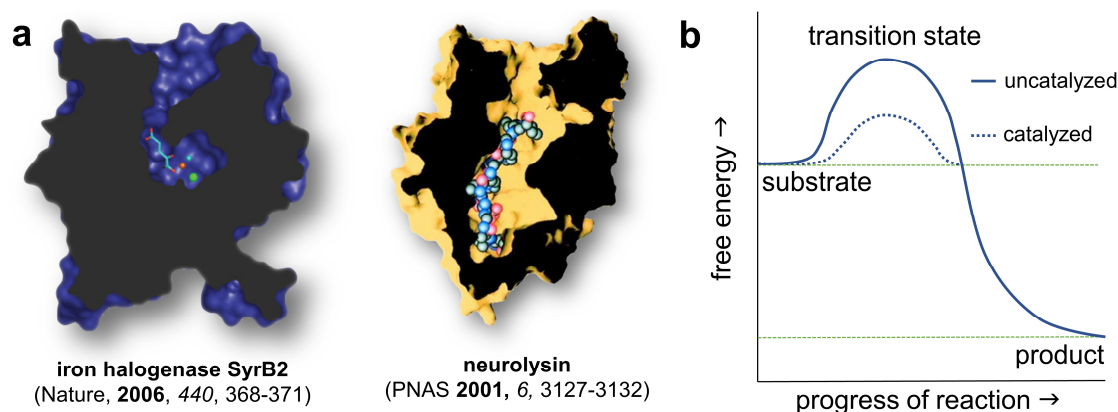 a
iron halogenase SyrB2
(Nature, 2006, 440, 368-371)
neurolysin
(PNAS 2001, 6, 3127-3132)
b
transition state
uncatalyzed
catalyzed
substrate
free energy →
product
progress of reaction →